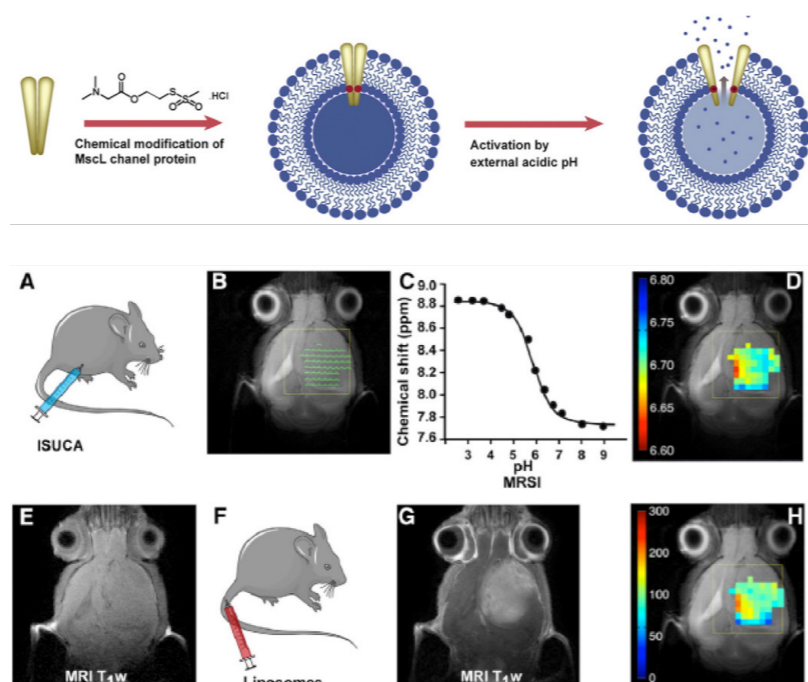 N
O
O
S
S
O
O
.HCl
Chemical modification of
MscL chanel protein
Activation by
external acidic pH
A
ISUCA
B
C
Chemical shift (ppm)
9.0
8.8
8.6
8.4
8.2
8.0
7.8
7.6
3 4 5 6 7 8 9
pH
MRSI
D
6.80
6.75
6.70
6.65
6.60
E
MRI T1w
F
Liposomes
G
MRI T1w
H
300
200
100
50
0